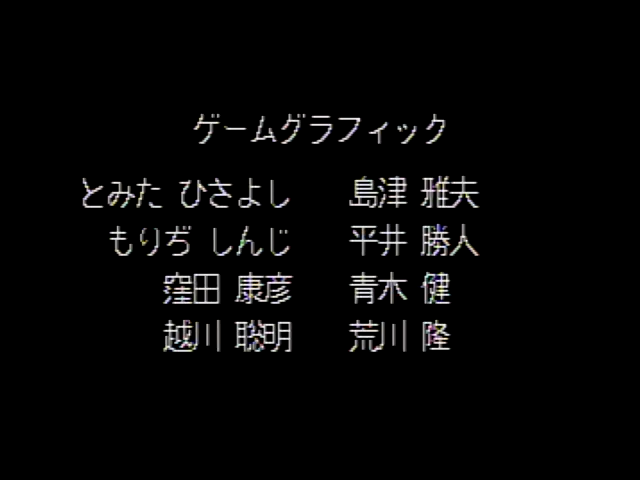 ゲームグラフィック
とみた ひさよし 島津 雅夫
もりぢ しんじ 平井 勝人
窪田 康彦 青木 健
越川 聡明 荒川 隆